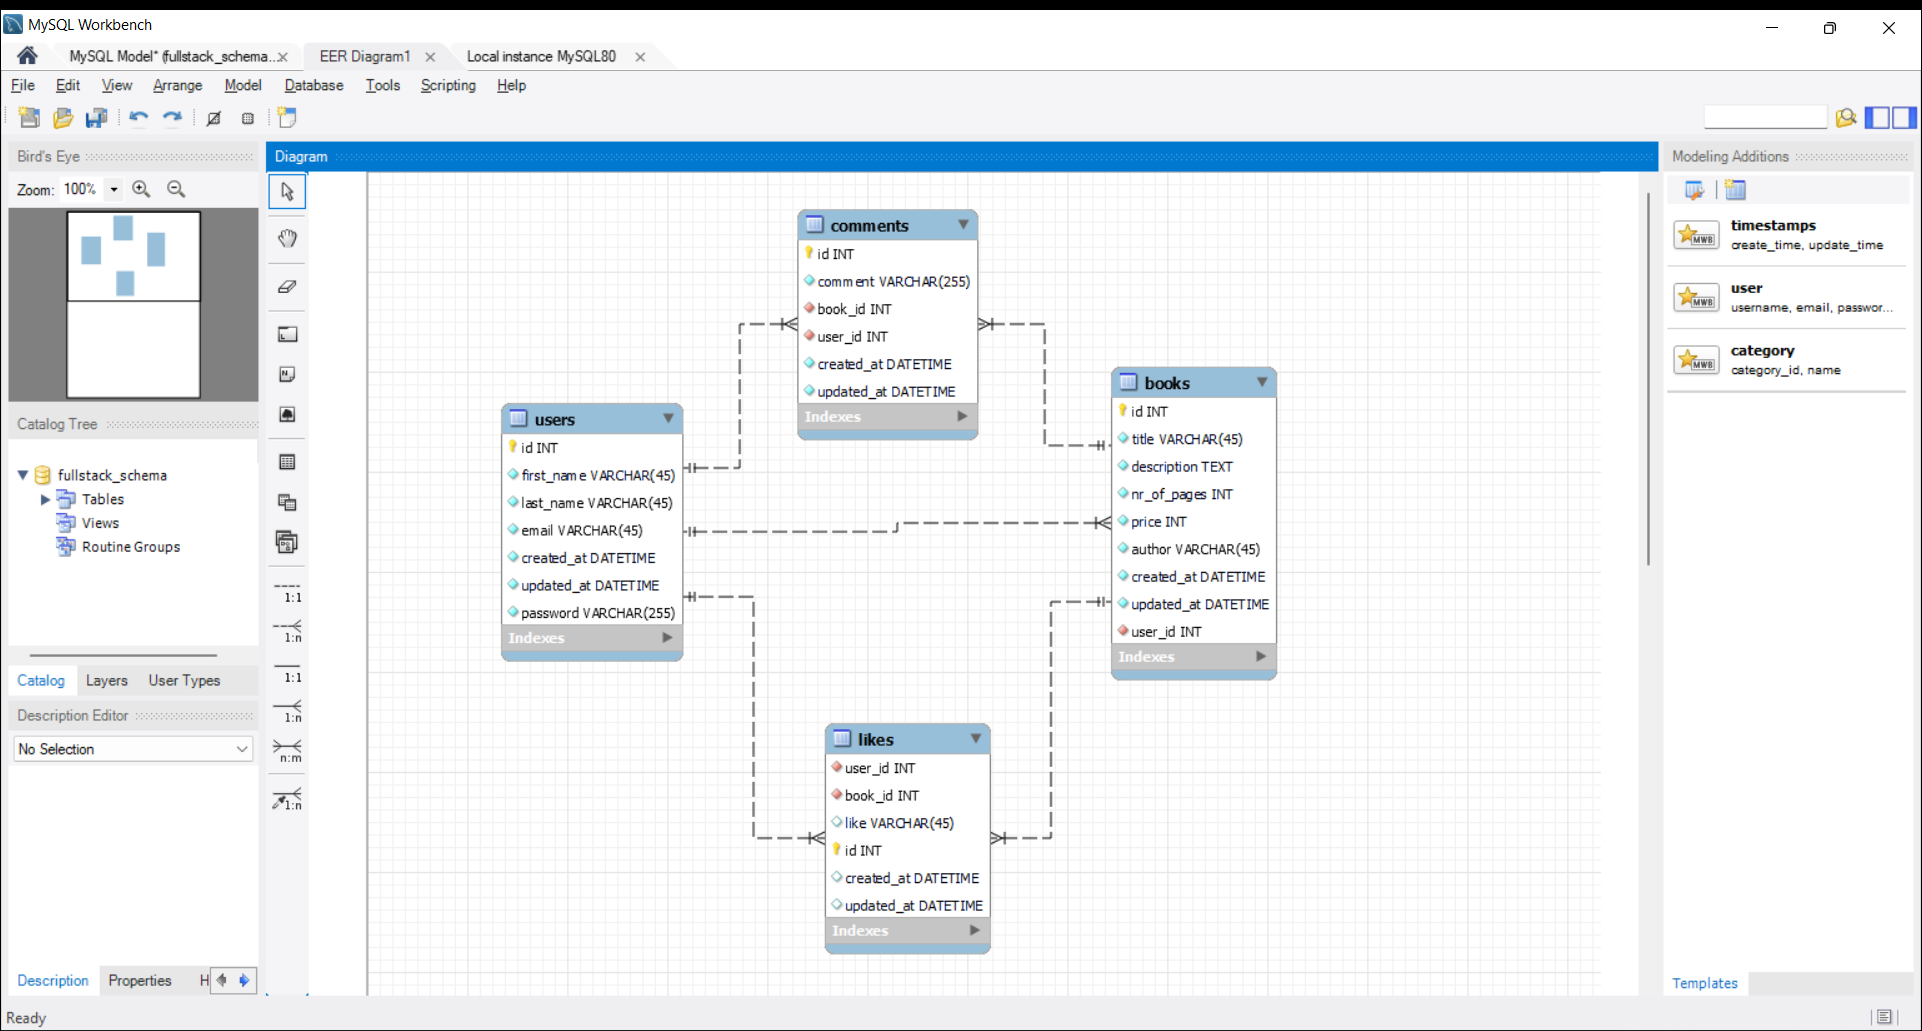 MySQL Workbench
MySQL Model* (fullstack_schema...
EER Diagram1
Local instance MySQL80
File Edit View Arrange Model Database Tools Scripting Help
Bird's Eye
Zoom: 100%
Catalog Tree
fullstack_schema
Tables
Views
Routine Groups
Catalog Layers User Types
Description Editor
No Selection
Description Properties H
Ready
Diagram
1:1
1:n
1:1
1:n
n:m
1:n
comments
id INT
comment VARCHAR(255)
book_id INT
user_id INT
created_at DATETIME
updated_at DATETIME
Indexes
users
id INT
first_name VARCHAR(45)
last_name VARCHAR(45)
email VARCHAR(45)
created_at DATETIME
updated_at DATETIME
password VARCHAR(255)
Indexes
books
id INT
title VARCHAR(45)
description TEXT
nr_of_pages INT
price INT
author VARCHAR(45)
created_at DATETIME
updated_at DATETIME
user_id INT
Indexes
likes
user_id INT
book_id INT
like VARCHAR(45)
id INT
created_at DATETIME
updated_at DATETIME
Indexes
Modeling Additions
MWB
timestamps
create_time, update_time
MWB
user
username, email, passwor...
MWB
category
category_id, name
Templates